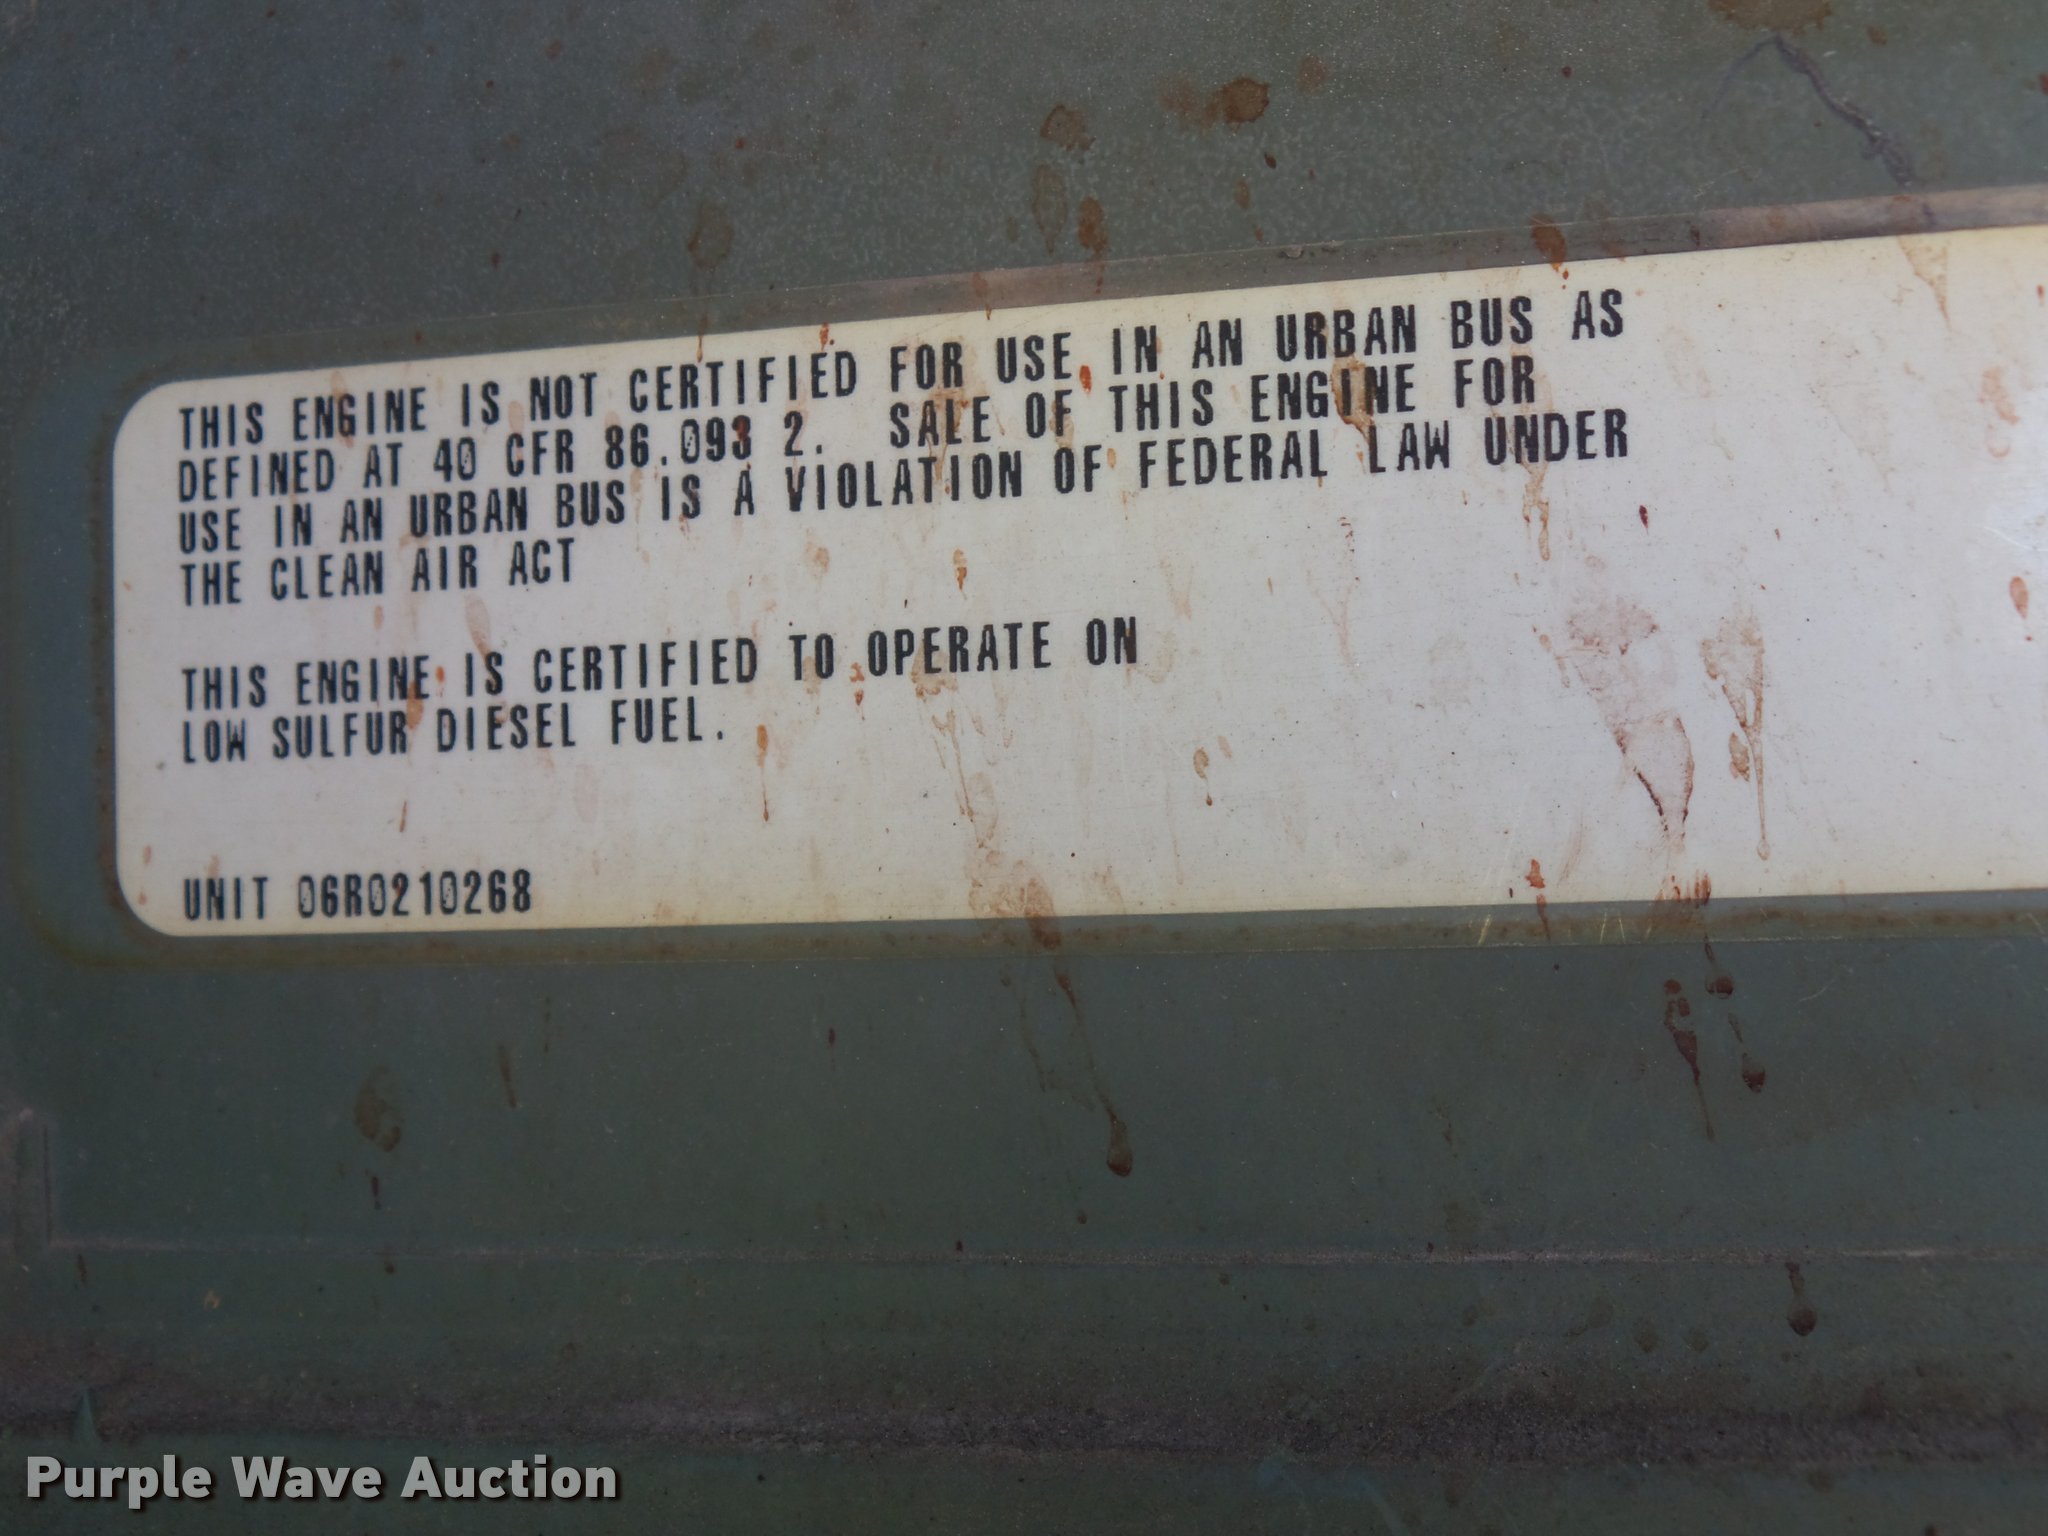 THIS ENGINE IS NOT CERTIFIED FOR USE IN AN URBAN BUS AS
DEFINED AT 40 CFR 86.093 2. SALE OF THIS ENGINE FOR
USE IN AN URBAN BUS IS A VIOLATION OF FEDERAL LAW UNDER
THE CLEAN AIR ACT
THIS ENGINE IS CERTIFIED TO OPERATE ON
LOW SULFUR DIESEL FUEL.
UNIT 06R0210268
Purple Wave Auction